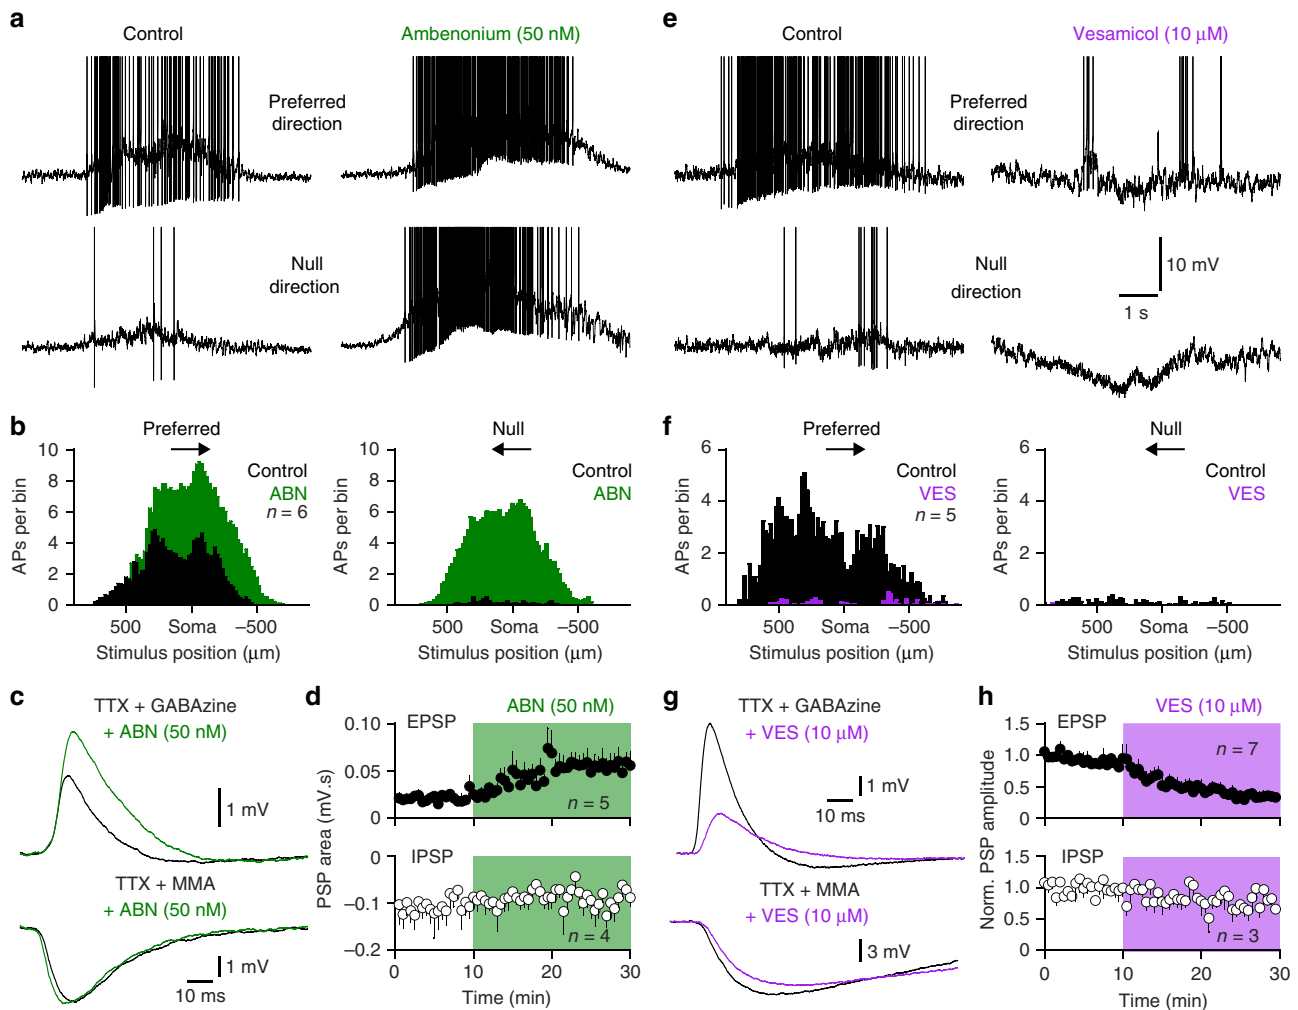 a
Control
Ambenonium (50 nM)
Preferred
direction
Null
direction
e
Control
Vesamicol (10 μM)
Preferred
direction
Null
direction
10 mV
1 s
b
Preferred
Null
10
8
6
4
2
0
APs per bin
Control
ABN
n = 6
500
Soma
–500
Stimulus position (μm)
10
8
6
4
2
0
APs per bin
Control
ABN
500
Soma
–500
Stimulus position (μm)
f
Preferred
Null
6
4
2
0
APs per bin
Control
VES
n = 5
500
Soma
–500
Stimulus position (μm)
6
4
2
0
APs per bin
Control
VES
500
Soma
–500
Stimulus position (μm)
c
TTX + GABAzine
+ ABN (50 nM)
1 mV
TTX + MMA
+ ABN (50 nM)
1 mV
10 ms
d
ABN (50 nM)
EPSP
0.10
0.05
0
n = 5
PSP area (mV.s)
IPSP
0
–0.1
–0.2
n = 4
0
10
20
30
Time (min)
g
TTX + GABAzine
+ VES (10 μM)
1 mV
10 ms
TTX + MMA
+ VES (10 μM)
3 mV
h
VES (10 μM)
EPSP
1.5
1.0
0.5
0
n = 7
Norm. PSP amplitude
IPSP
1.5
1.0
0.5
0
n = 3
0
10
20
30
Time (min)